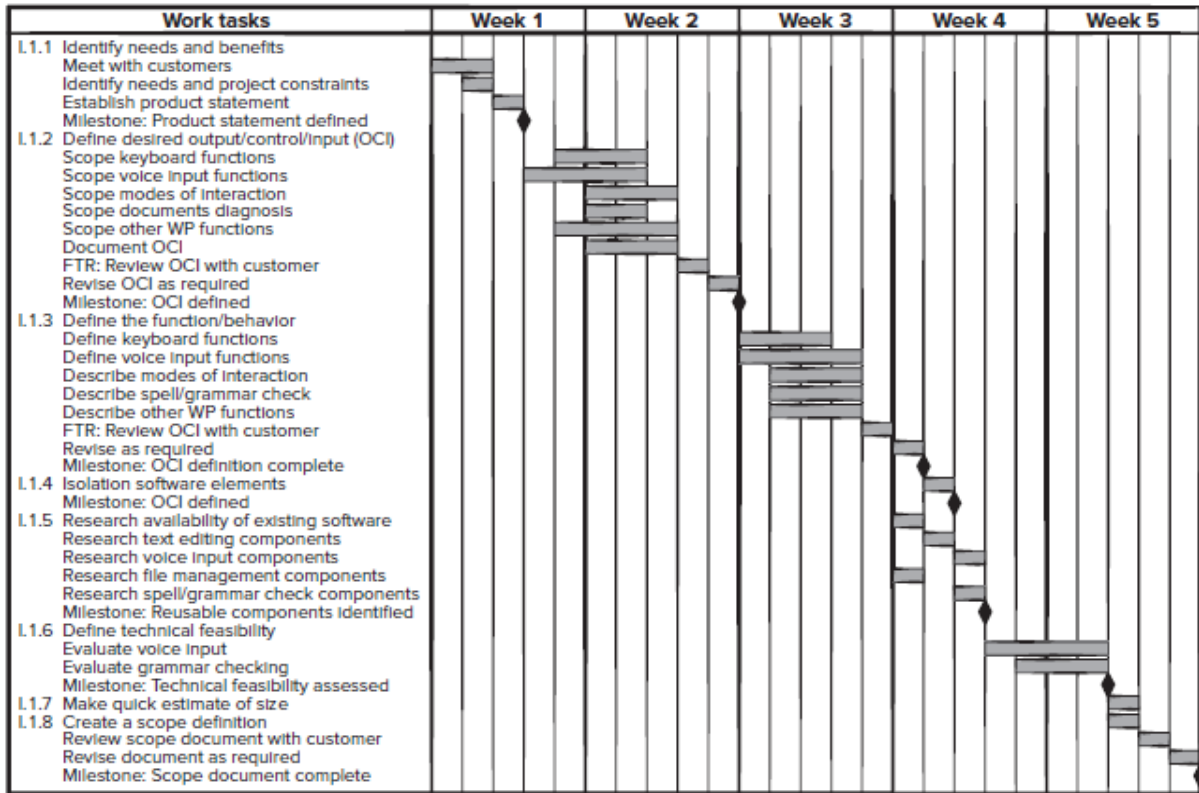 Work tasks Week 1 Week 2 Week 3 Week 4 Week 5
I.1.1 Identify needs and benefits
Meet with customers
Identify needs and project constraints
Establish product statement
Milestone: Product statement defined
I.1.2 Define desired output/control/input (OCI)
Scope keyboard functions
Scope voice input functions
Scope modes of interaction
Scope documents diagnosis
Scope other WP functions
Document OCI
FTR: Review OCI with customer
Revise OCI as required
Milestone: OCI defined
I.1.3 Define the function/behavior
Define keyboard functions
Define voice input functions
Describe modes of interaction
Describe spell/grammar check
Describe other WP functions
FTR: Review OCI with customer
Revise as required
Milestone: OCI definition complete
I.1.4 Isolation software elements
Milestone: OCI defined
I.1.5 Research availability of existing software
Research text editing components
Research voice input components
Research file management components
Research spell/grammar check components
Milestone: Reusable components identified
I.1.6 Define technical feasibility
Evaluate voice input
Evaluate grammar checking
Milestone: Technical feasibility assessed
I.1.7 Make quick estimate of size
I.1.8 Create a scope definition
Review scope document with customer
Revise document as required
Milestone: Scope document complete